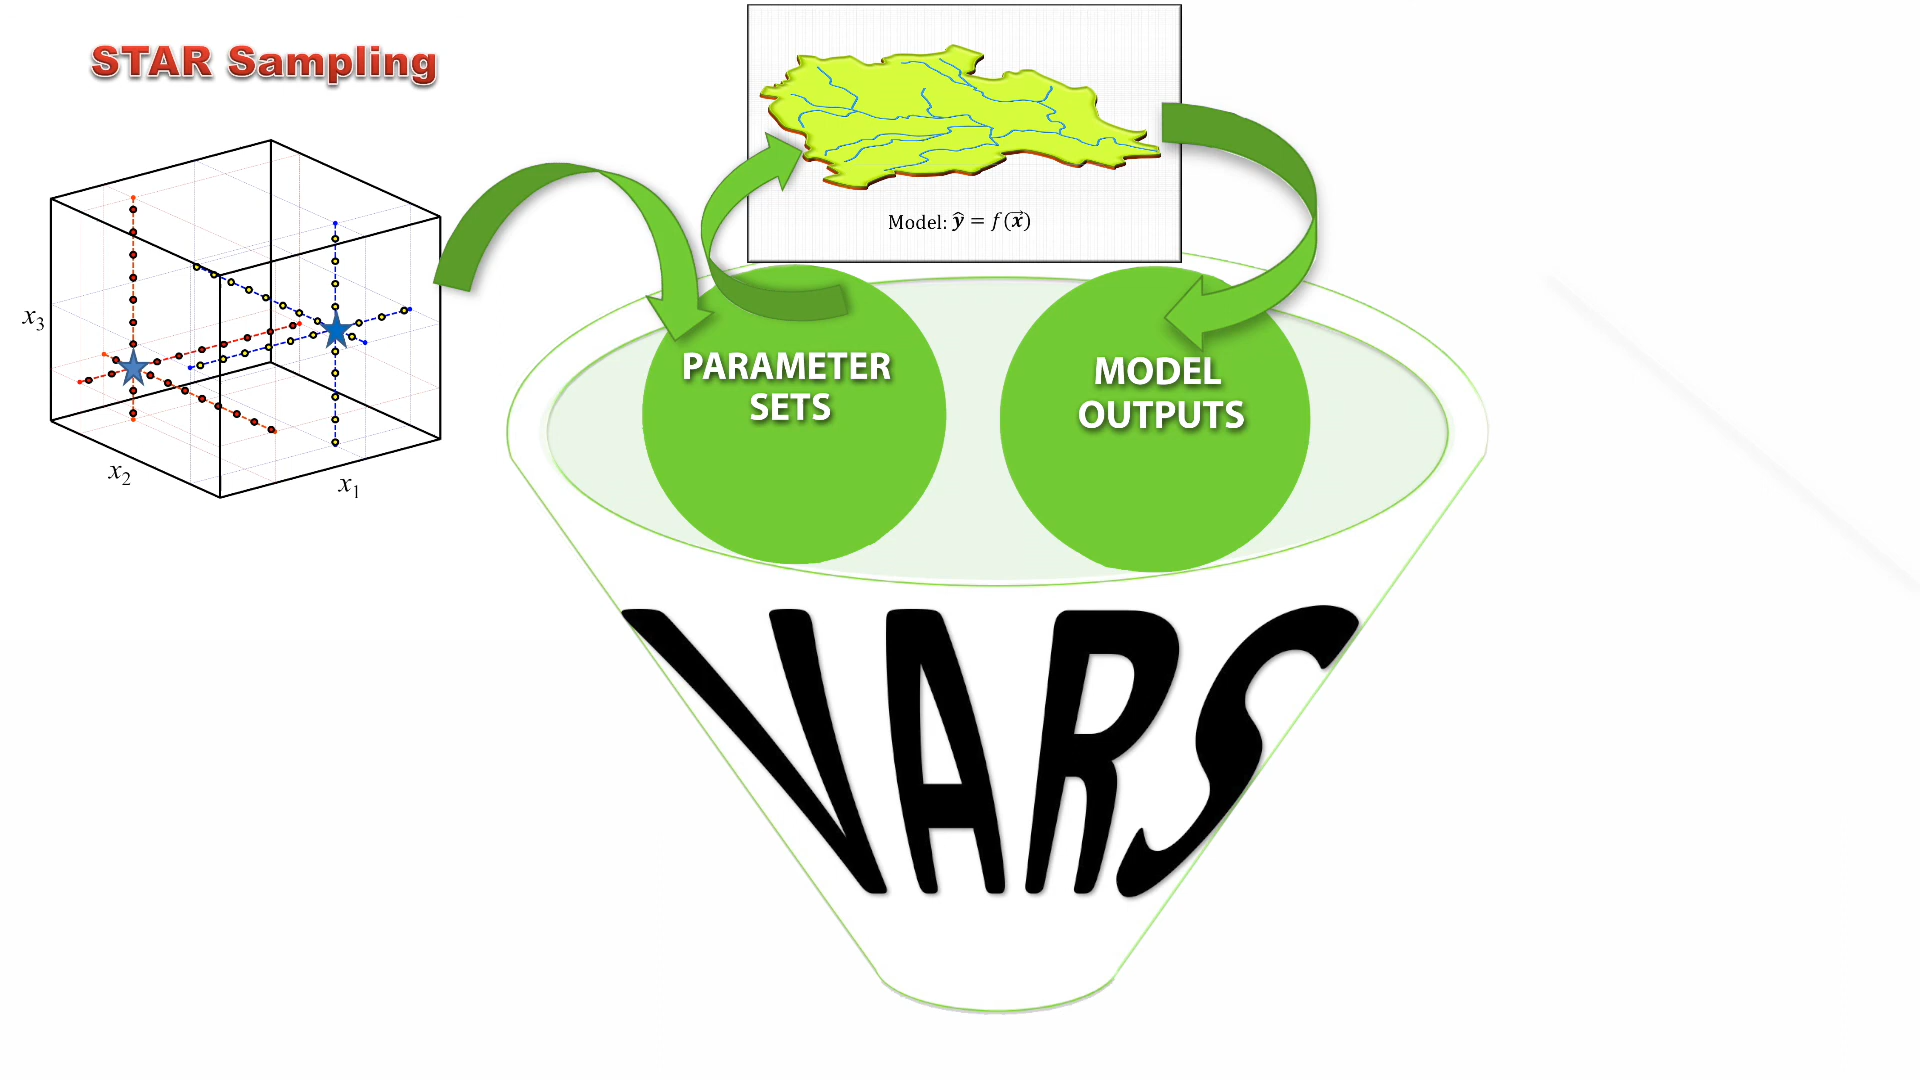 STAR Sampling
x₃
x₂
x₁
Model: ŷ = f(x⃗)
PARAMETER
SETS
MODEL
OUTPUTS
VARS